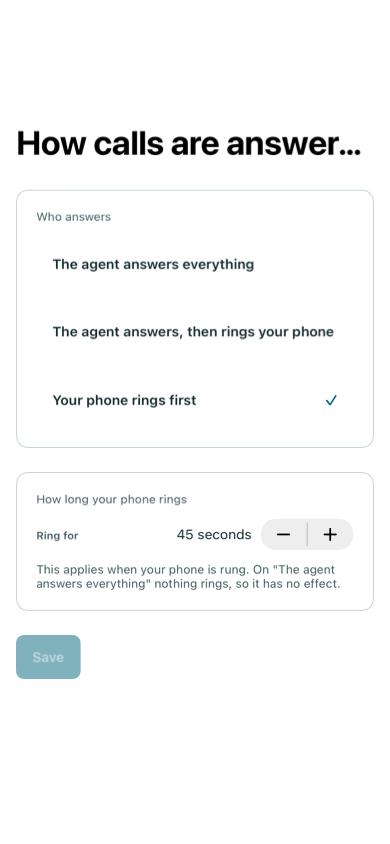 How calls are answer...
Who answers
The agent answers everything
The agent answers, then rings your phone
Your phone rings first
How long your phone rings
Ring for
45 seconds
This applies when your phone is rung. On "The agent
answers everything" nothing rings, so it has no effect.
Save